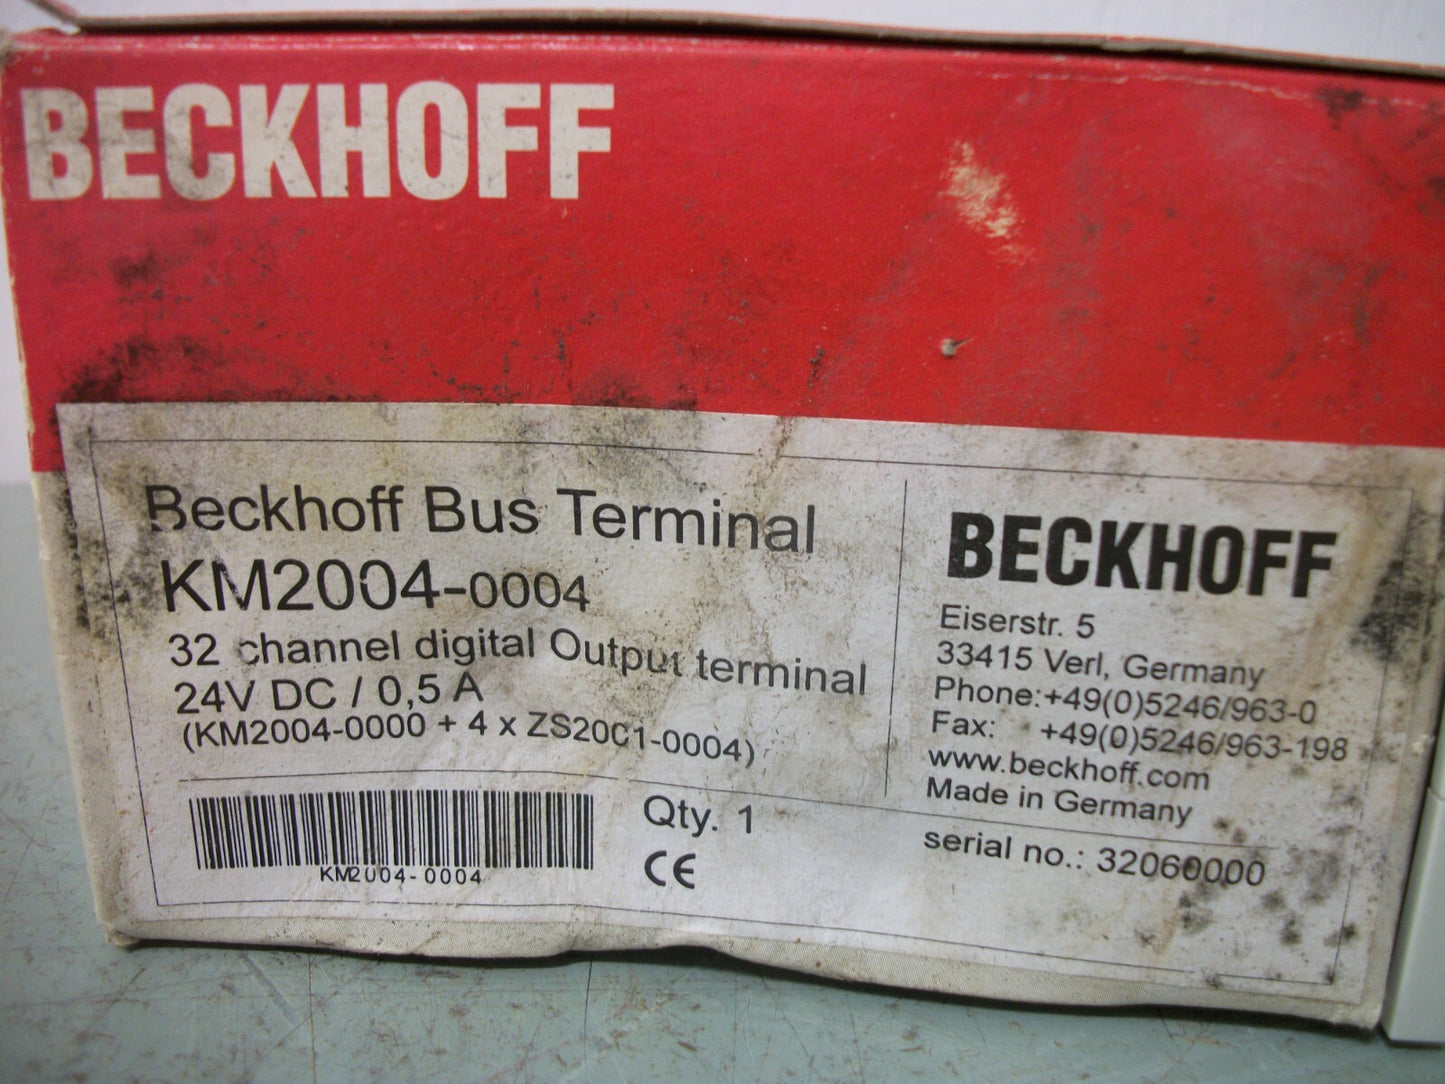 BECKHOFF
Beckhoff Bus Terminal
KM2004-0004
32 channel digital Output terminal
24V DC / 0,5 A
(KM2004-0000 + 4 x ZS2001-0004)
KM2004-0004
Qty. 1
CE
BECKHOFF
Eiserstr. 5
33415 Verl, Germany
Phone:+49(0)5246/963-0
Fax: +49(0)5246/963-198
www.beckhoff.com
Made in Germany
serial no.: 32060000